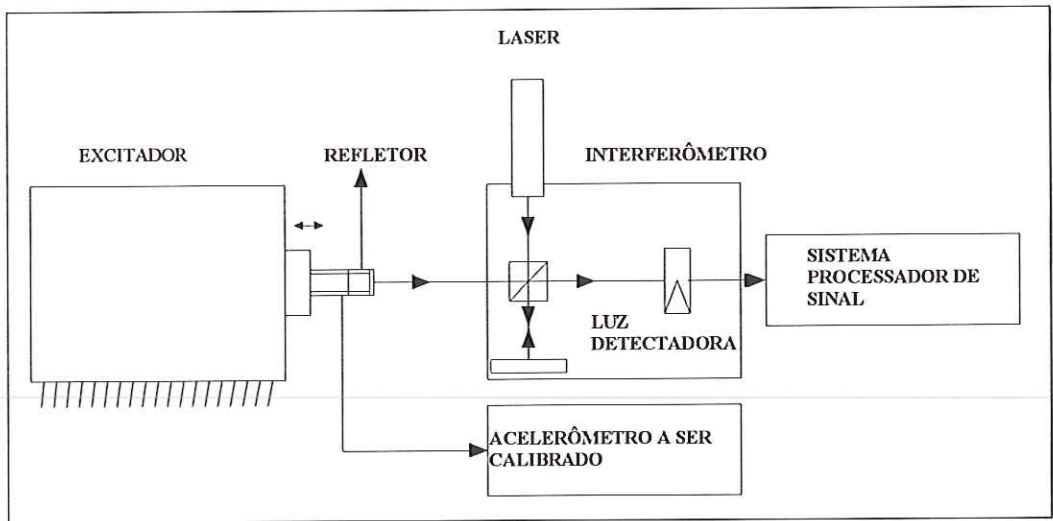 LASER
EXCITADOR
REFLETOR
INTERFERÔMETRO
SISTEMA
PROCESSADOR DE
SINAL
LUZ
DETECTADORA
ACELERÔMETRO A SER
CALIBRADO